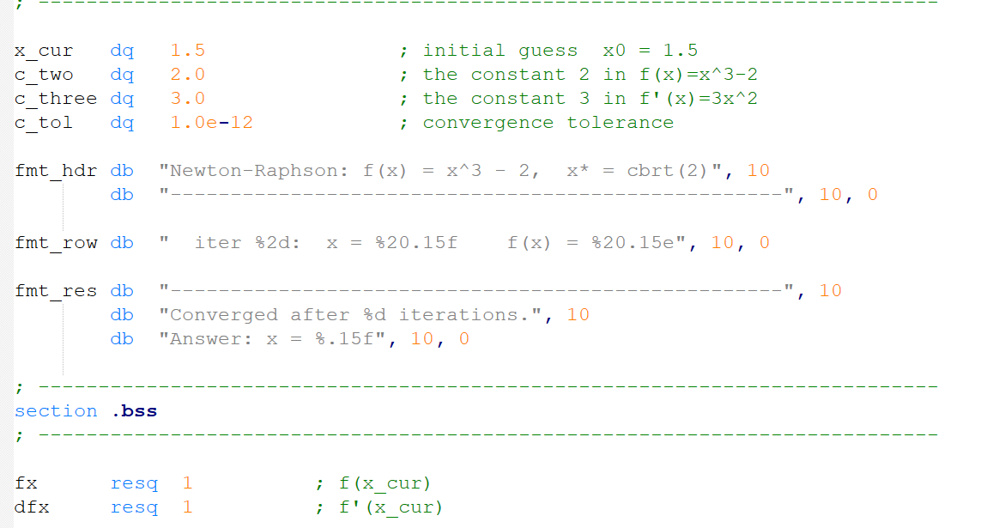 ; ---------------------------------------------------------------------------
x_cur   dq   1.5                ; initial guess  x0 = 1.5
c_two   dq   2.0                ; the constant 2 in f(x)=x^3-2
c_three dq   3.0                ; the constant 3 in f'(x)=3x^2
c_tol   dq   1.0e-12            ; convergence tolerance
fmt_hdr db  "Newton-Raphson: f(x) = x^3 - 2,  x* = cbrt(2)", 10
        db  "---------------------------------------------------", 10, 0
fmt_row db  "  iter %2d:  x = %20.15f    f(x) = %20.15e", 10, 0
fmt_res db  "---------------------------------------------------", 10
        db  "Converged after %d iterations.", 10
        db  "Answer: x = %.15f", 10, 0
; ---------------------------------------------------------------------------
section .bss
; ---------------------------------------------------------------------------
fx      resq  1          ; f(x_cur)
dfx     resq  1          ; f'(x_cur)